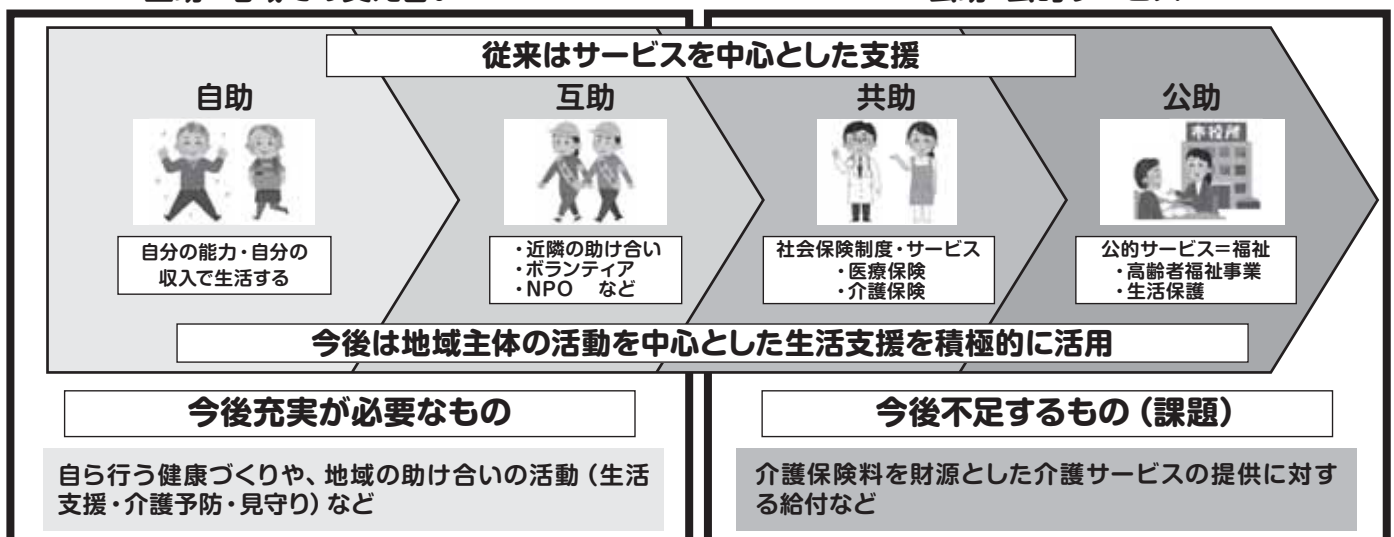 従来はサービスを中心とした支援
自助
互助
共助
公助
市役所
自分の能力・自分の
収入で生活する
・近隣の助け合い
・ボランティア
・NPO など
社会保険制度・サービス
・医療保険
・介護保険
公的サービス=福祉
・高齢者福祉事業
・生活保護
今後は地域主体の活動を中心とした生活支援を積極的に活用
今後充実が必要なもの
今後不足するもの（課題）
自ら行う健康づくりや、地域の助け合いの活動（生活
支援・介護予防・見守り）など
介護保険料を財源とした介護サービスの提供に対す
る給付など